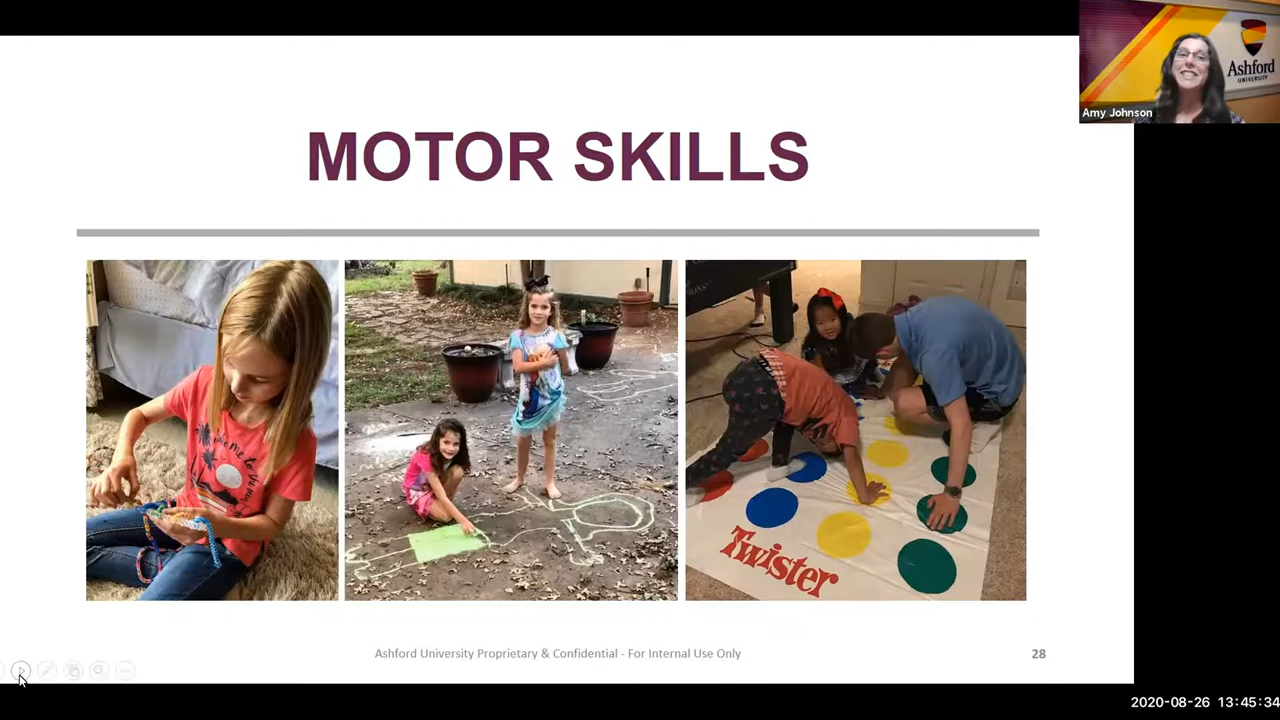 Ashford
UNIVERSITY
Amy Johnson
MOTOR SKILLS
Twister
Ashford University Proprietary & Confidential - For Internal Use Only
28
2020-08-26 13:45:34